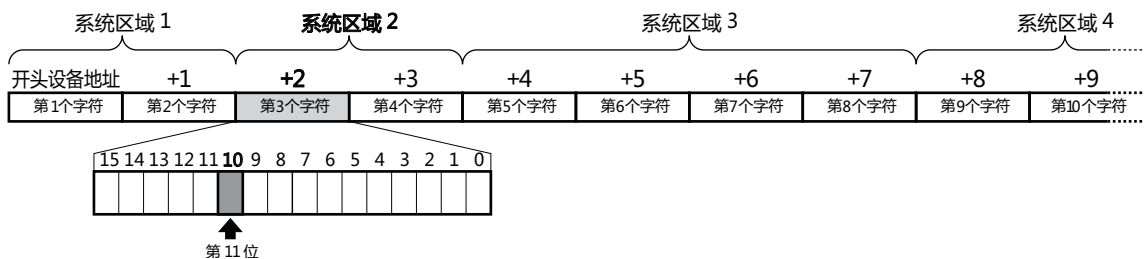 系统区域 1 系统区域 2 系统区域 3 系统区域 4
开头设备地址 +1 +2 +3 +4 +5 +6 +7 +8 +9
第1个字符 第2个字符 第3个字符 第4个字符 第5个字符 第6个字符 第7个字符 第8个字符 第9个字符 第10个字符
15 14 13 12 11 10 9 8 7 6 5 4 3 2 1 0
第 11 位